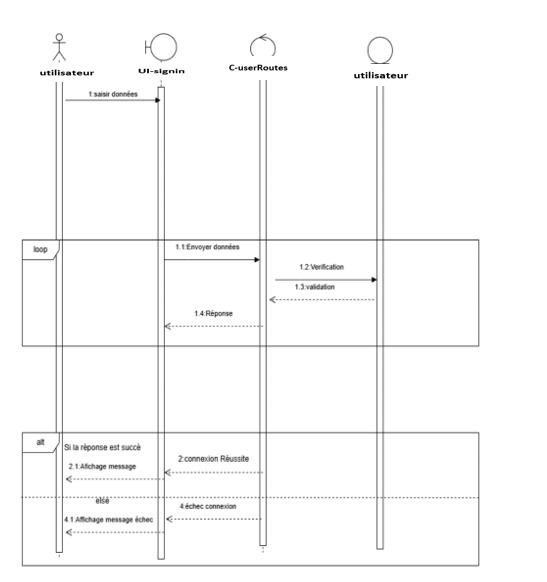 utilisateur
UI-signin
C-userRoutes
utilisateur
1:saisir données
loop
1.1:Envoyer données
1.2:Verification
1.3:validation
1.4:Réponse
alt
Si la rèponse est succè
2:connexion Réussite
2.1:Afichage message
else
4:échec connexion
4.1:Affichage message échec